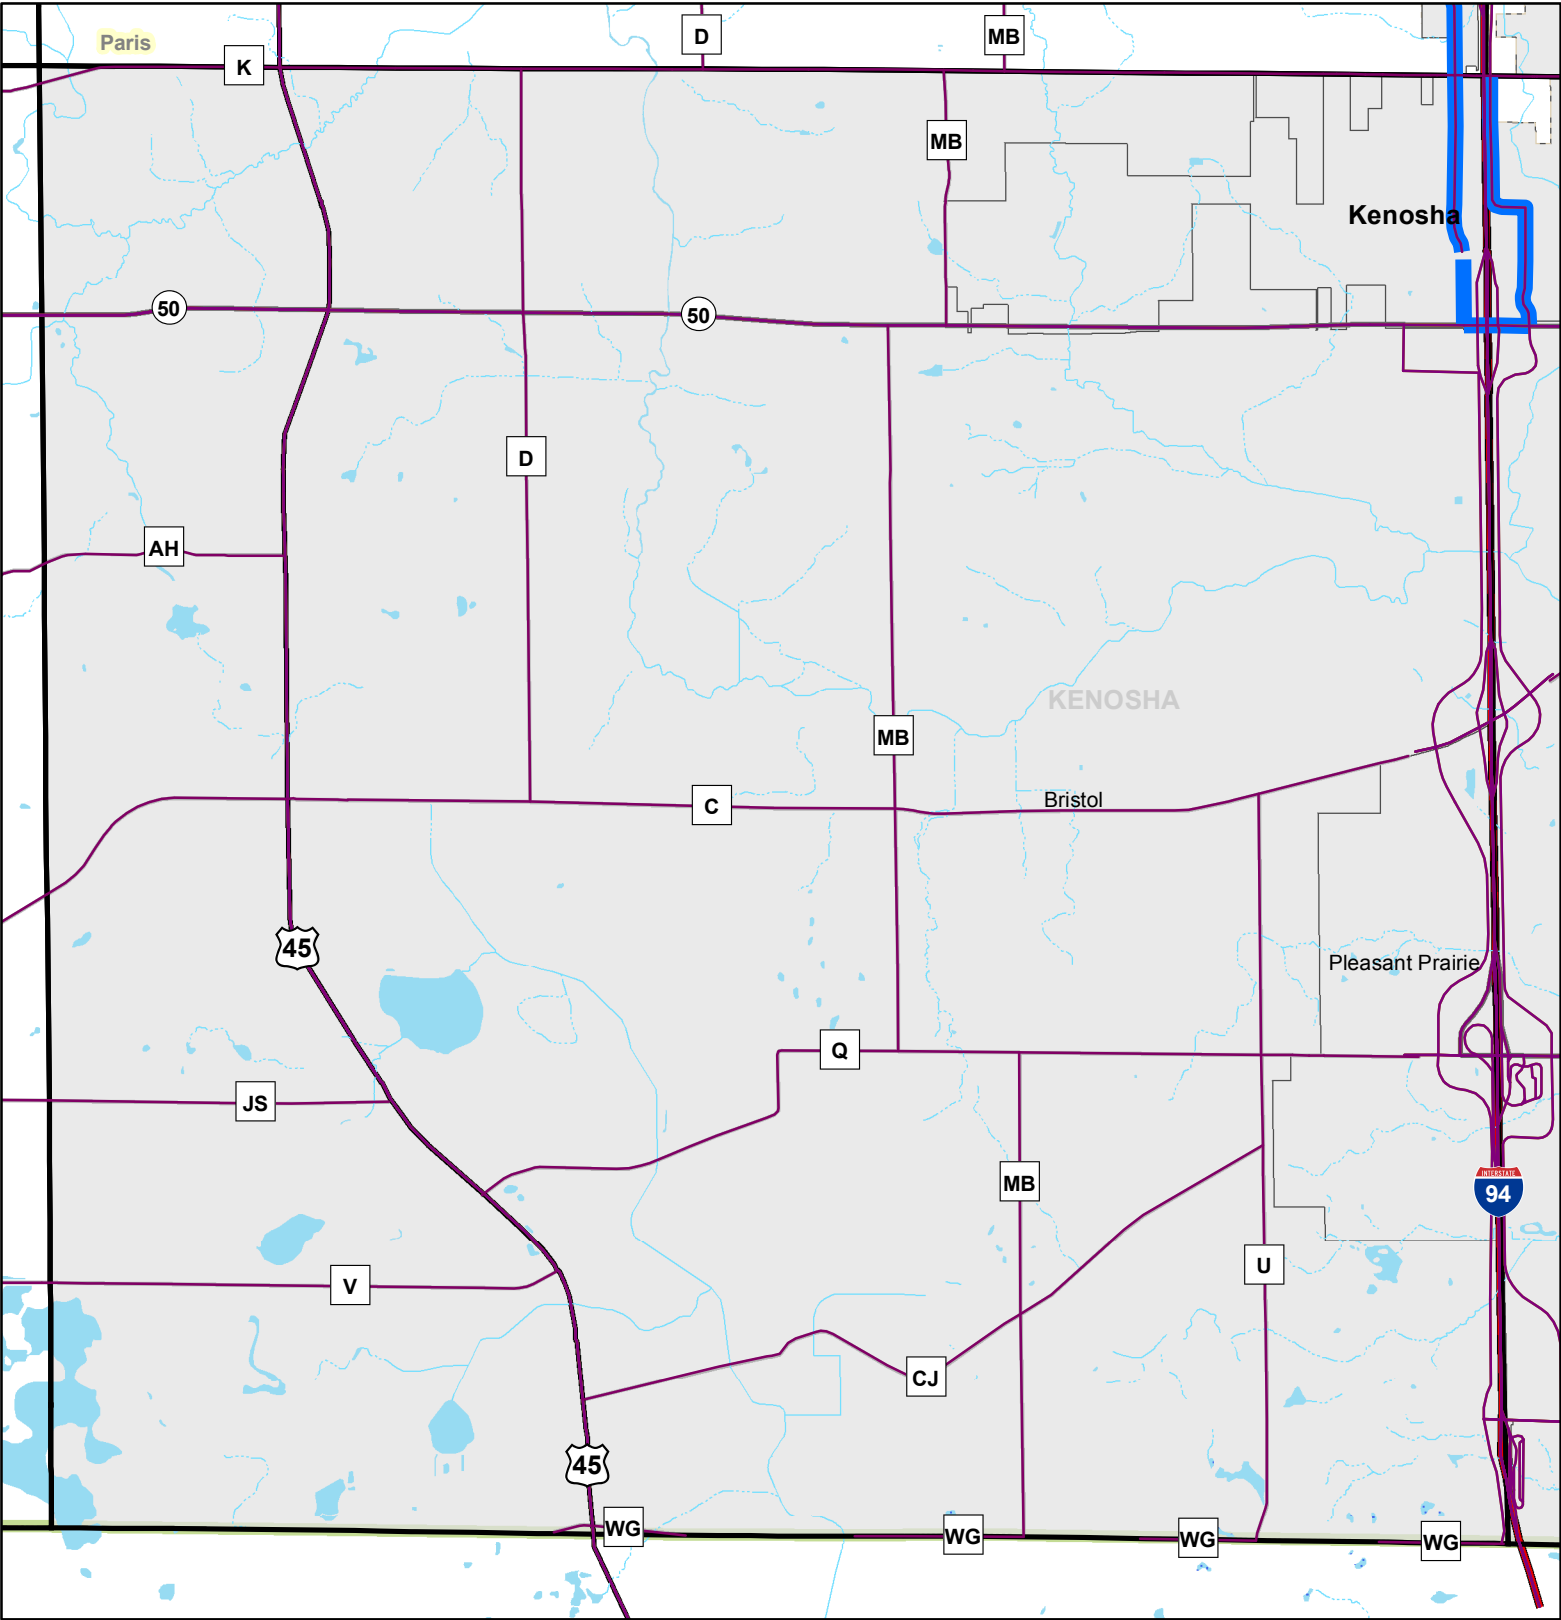 D
MB
Paris
K
MB
Kenosha
50
50
D
AH
KENOSHA
MB
Bristol
C
45
Pleasant Prairie
Q
JS
INTERSTATE
94
MB
U
V
CJ
45
WG
WG
WG
WG